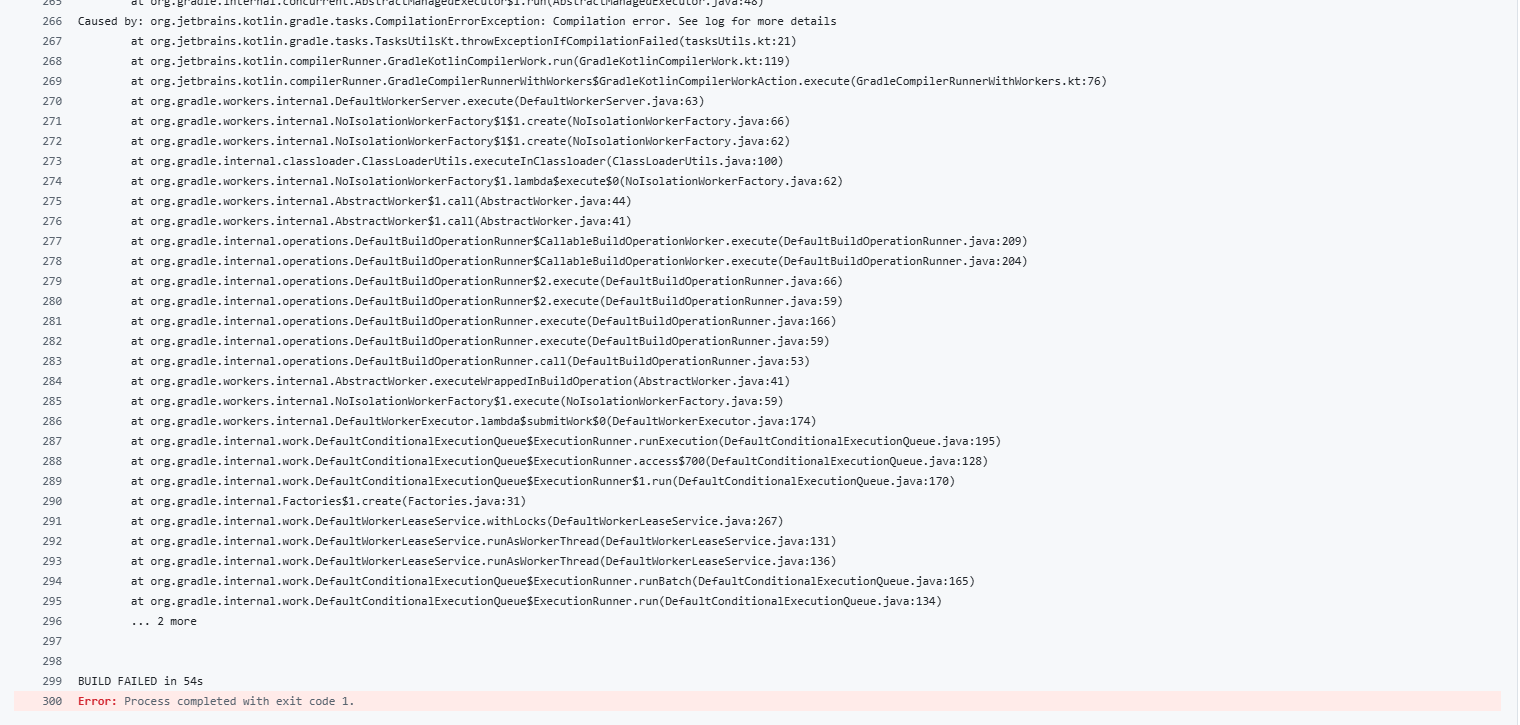 265 at org.gradle.internal.concurrent.AbstractManagedExecutor$1.run(AbstractManagedExecutor.java:48)
266 Caused by: org.jetbrains.kotlin.gradle.tasks.CompilationErrorException: Compilation error. See log for more details
267 at org.jetbrains.kotlin.gradle.tasks.TasksUtilsKt.throwExceptionIfCompilationFailed(tasksUtils.kt:21)
268 at org.jetbrains.kotlin.compilerRunner.GradleKotlinCompilerWork.run(GradleKotlinCompilerWork.kt:119)
269 at org.jetbrains.kotlin.compilerRunner.GradleCompilerRunnerWithWorkers$GradleKotlinCompilerWorkAction.execute(GradleCompilerRunnerWithWorkers.kt:76)
270 at org.gradle.workers.internal.DefaultWorkerServer.execute(DefaultWorkerServer.java:63)
271 at org.gradle.workers.internal.NoIsolationWorkerFactory$1$1.create(NoIsolationWorkerFactory.java:66)
272 at org.gradle.workers.internal.NoIsolationWorkerFactory$1$1.create(NoIsolationWorkerFactory.java:62)
273 at org.gradle.internal.classloader.ClassLoaderUtils.executeInClassloader(ClassLoaderUtils.java:100)
274 at org.gradle.workers.internal.NoIsolationWorkerFactory$1.lambda$execute$0(NoIsolationWorkerFactory.java:62)
275 at org.gradle.workers.internal.AbstractWorker$1.call(AbstractWorker.java:44)
276 at org.gradle.workers.internal.AbstractWorker$1.call(AbstractWorker.java:41)
277 at org.gradle.internal.operations.DefaultBuildOperationRunner$CallableBuildOperationWorker.execute(DefaultBuildOperationRunner.java:209)
278 at org.gradle.internal.operations.DefaultBuildOperationRunner$CallableBuildOperationWorker.execute(DefaultBuildOperationRunner.java:204)
279 at org.gradle.internal.operations.DefaultBuildOperationRunner$2.execute(DefaultBuildOperationRunner.java:66)
280 at org.gradle.internal.operations.DefaultBuildOperationRunner$2.execute(DefaultBuildOperationRunner.java:59)
281 at org.gradle.internal.operations.DefaultBuildOperationRunner.execute(DefaultBuildOperationRunner.java:166)
282 at org.gradle.internal.operations.DefaultBuildOperationRunner.execute(DefaultBuildOperationRunner.java:59)
283 at org.gradle.internal.operations.DefaultBuildOperationRunner.call(DefaultBuildOperationRunner.java:53)
284 at org.gradle.workers.internal.AbstractWorker.executeWrappedInBuildOperation(AbstractWorker.java:41)
285 at org.gradle.workers.internal.NoIsolationWorkerFactory$1.execute(NoIsolationWorkerFactory.java:59)
286 at org.gradle.workers.internal.DefaultWorkerExecutor.lambda$submitWork$0(DefaultWorkerExecutor.java:174)
287 at org.gradle.internal.work.DefaultConditionalExecutionQueue$ExecutionRunner.runExecution(DefaultConditionalExecutionQueue.java:195)
288 at org.gradle.internal.work.DefaultConditionalExecutionQueue$ExecutionRunner.access$700(DefaultConditionalExecutionQueue.java:128)
289 at org.gradle.internal.work.DefaultConditionalExecutionQueue$ExecutionRunner$1.run(DefaultConditionalExecutionQueue.java:170)
290 at org.gradle.internal.Factories$1.create(Factories.java:31)
291 at org.gradle.internal.work.DefaultWorkerLeaseService.withLocks(DefaultWorkerLeaseService.java:267)
292 at org.gradle.internal.work.DefaultWorkerLeaseService.runAsWorkerThread(DefaultWorkerLeaseService.java:131)
293 at org.gradle.internal.work.DefaultWorkerLeaseService.runAsWorkerThread(DefaultWorkerLeaseService.java:136)
294 at org.gradle.internal.work.DefaultConditionalExecutionQueue$ExecutionRunner.runBatch(DefaultConditionalExecutionQueue.java:165)
295 at org.gradle.internal.work.DefaultConditionalExecutionQueue$ExecutionRunner.run(DefaultConditionalExecutionQueue.java:134)
296 ... 2 more
297
298
299 BUILD FAILED in 54s
300 Error: Process completed with exit code 1.